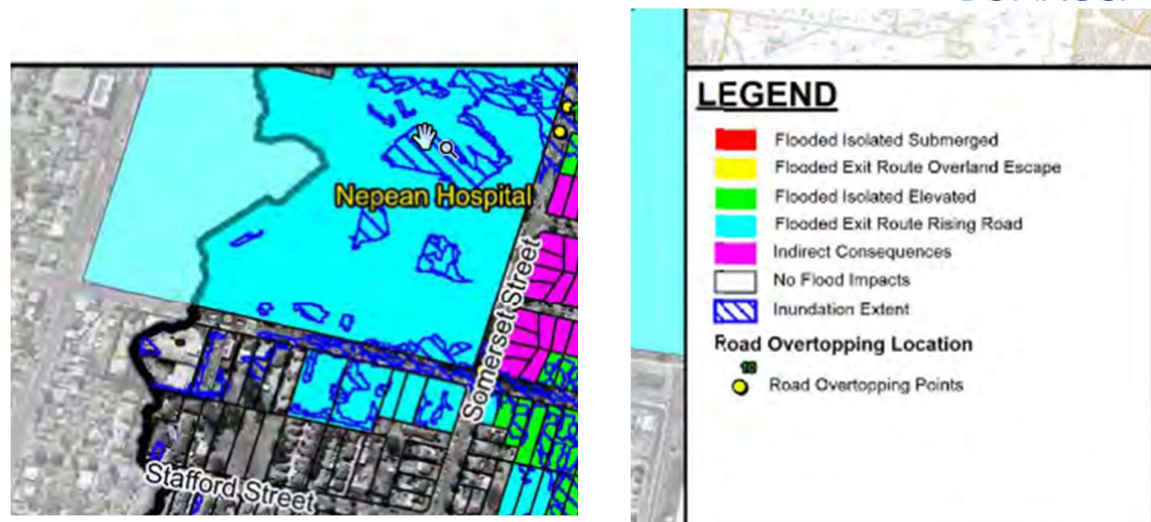 Nepean Hospital
Somerset Street
Stafford Street
LEGEND
Flooded Isolated Submerged
Flooded Exit Route Overland Escape
Flooded Isolated Elevated
Flooded Exit Route Rising Road
Indirect Consequences
No Flood Impacts
Inundation Extent
Road Overtopping Location
10
Road Overtopping Points